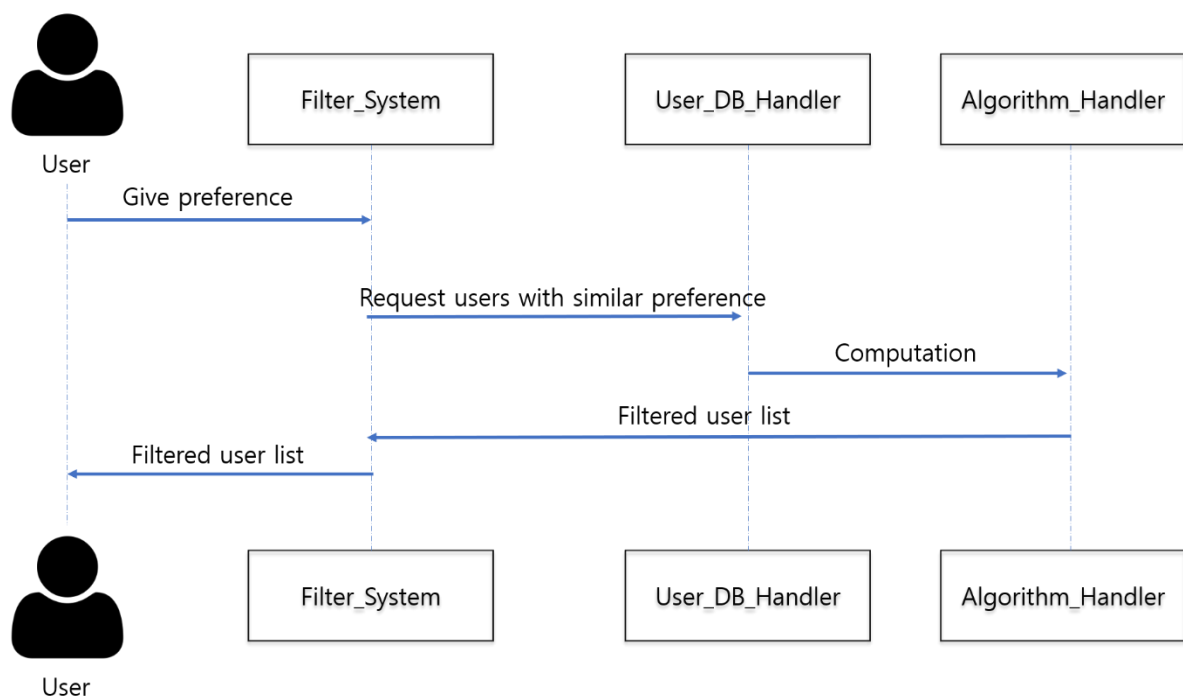 Filter_System
User_DB_Handler
Algorithm_Handler
User
Give preference
Request users with similar preference
Computation
Filtered user list
Filtered user list
Filter_System
User_DB_Handler
Algorithm_Handler
User